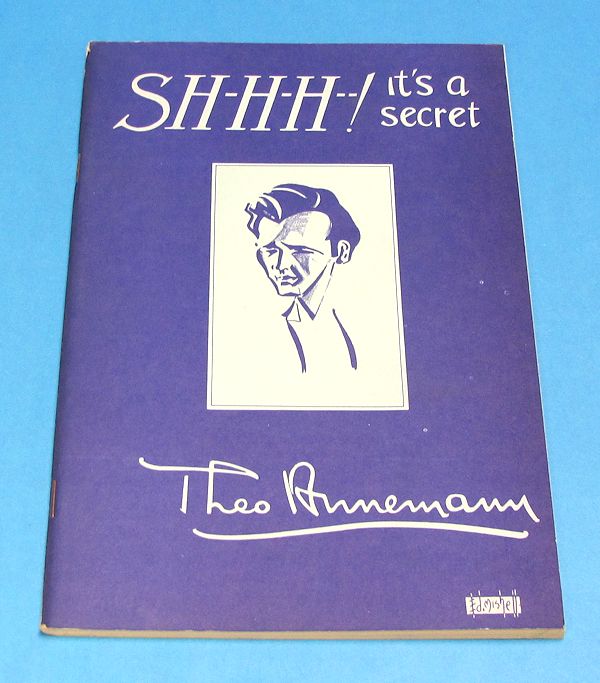 SH-H-H--! it's a
secret
Theo Annemann
Ed.Mishell